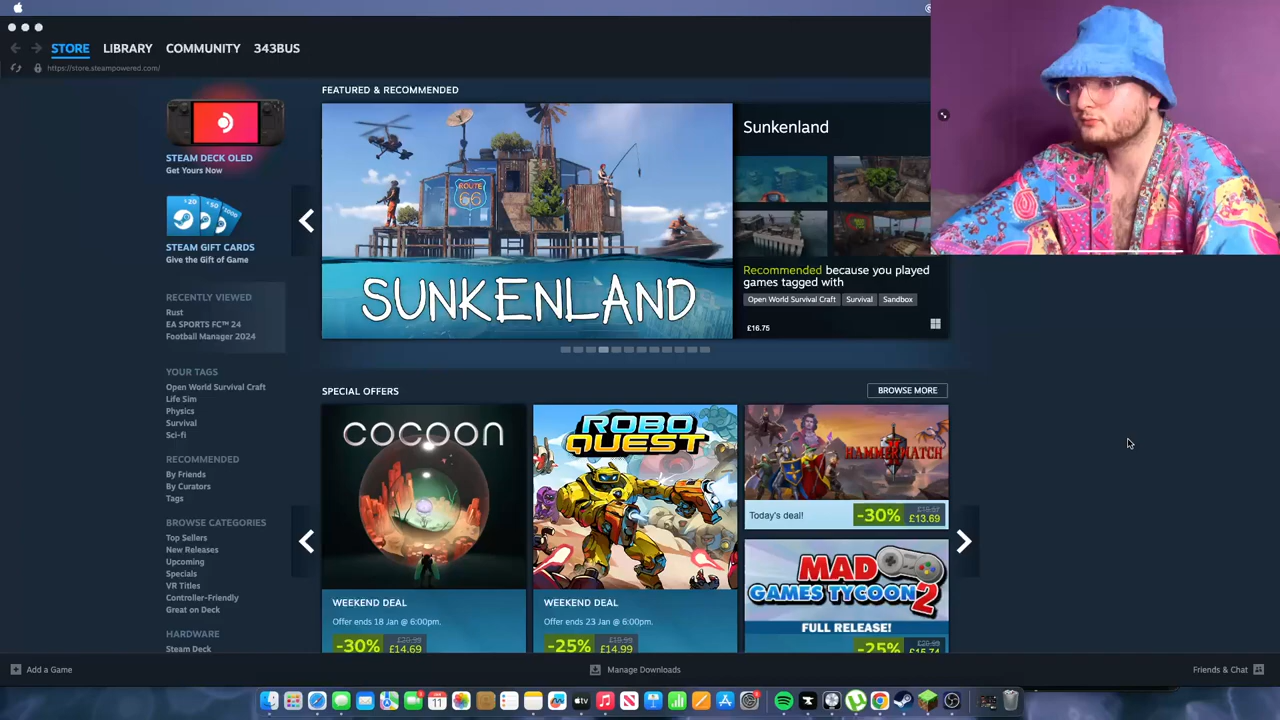 STORE
LIBRARY
COMMUNITY
343BUS
https://store.steampowered.com/
STEAM DECK OLED
Get Yours Now
STEAM GIFT CARDS
Give the Gift of Game
RECENTLY VIEWED
Rust
EA SPORTS FC™ 24
Football Manager 2024
YOUR TAGS
Open World Survival Craft
Life Sim
Physics
Survival
Sci-fi
RECOMMENDED
By Friends
By Curators
Tags
BROWSE CATEGORIES
Top Sellers
New Releases
Upcoming
Specials
VR Titles
Controller-Friendly
Great on Deck
HARDWARE
Steam Deck
FEATURED & RECOMMENDED
ROUTE
66
SUNKENLAND
Sunkenland
Recommended because you played
games tagged with
Open World Survival Craft
Survival
Sandbox
£16.75
SPECIAL OFFERS
BROWSE MORE
COCOON
WEEKEND DEAL
Offer ends 18 Jan @ 6:00pm.
-30%
£14.69
ROBO
QUEST
WEEKEND DEAL
Offer ends 23 Jan @ 6:00pm.
-25%
£14.99
HAMMERWATCH
Today's deal!
-30%
£13.69
MAD
GAMES TYCOON 2
FULL RELEASE!
-25%
£15.74
Add a Game
Manage Downloads
Friends & Chat